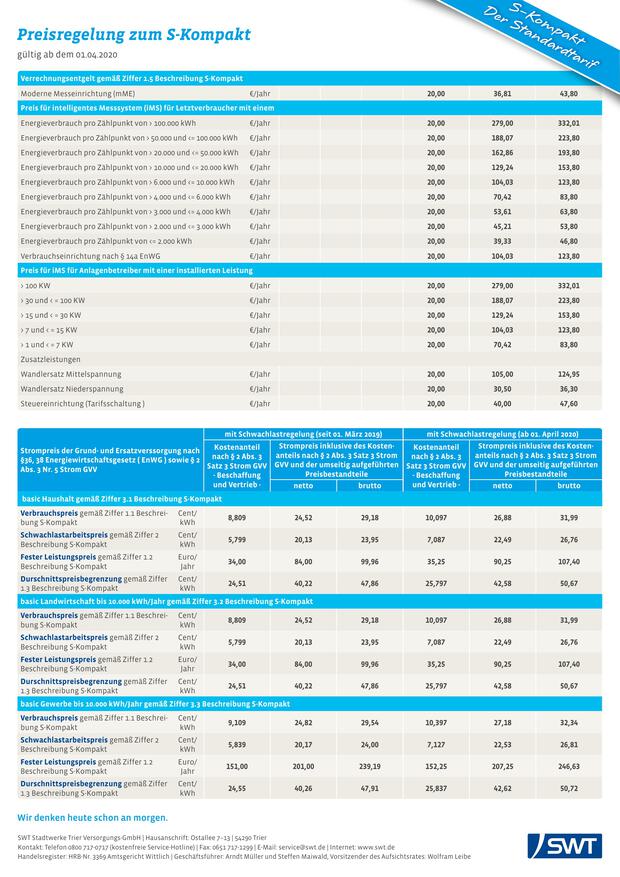 Preisregelung zum S-Kompakt
gültig ab dem 01.04.2020
S-Kompakt
Der Standardtarif
Verrechnungsentgelt gemäß Ziffer 1.5 Beschreibung S-Kompakt
Moderne Messeinrichtung (mME) €/Jahr 20,00 36,81 43,80
Preis für intelligentes Messsystem (iMS) für Letztverbraucher mit einem
Energieverbrauch pro Zählpunkt von › 100.000 kWh €/Jahr 20,00 279,00 332,01
Energieverbrauch pro Zählpunkt von › 50.000 und ‹= 100.000 kWh €/Jahr 20,00 188,07 223,80
Energieverbrauch pro Zählpunkt von › 20.000 und ‹= 50.000 kWh €/Jahr 20,00 162,86 193,80
Energieverbrauch pro Zählpunkt von › 10.000 und ‹= 20.000 kWh €/Jahr 20,00 129,24 153,80
Energieverbrauch pro Zählpunkt von › 6.000 und ‹= 10.000 kWh €/Jahr 20,00 104,03 123,80
Energieverbrauch pro Zählpunkt von › 4.000 und ‹= 6.000 kWh €/Jahr 20,00 70,42 83,80
Energieverbrauch pro Zählpunkt von › 3.000 und ‹= 4.000 kWh €/Jahr 20,00 53,61 63,80
Energieverbrauch pro Zählpunkt von › 2.000 und ‹= 3.000 kWh €/Jahr 20,00 45,21 53,80
Energieverbrauch pro Zählpunkt von ‹= 2.000 kWh €/Jahr 20,00 39,33 46,80
Verbrauchseinrichtung nach § 14a EnWG €/Jahr 20,00 104,03 123,80
Preis für iMS für Anlagenbetreiber mit einer installierten Leistung
› 100 KW €/Jahr 20,00 279,00 332,01
› 30 und ‹ = 100 KW €/Jahr 20,00 188,07 223,80
› 15 und ‹ = 30 KW €/Jahr 20,00 129,24 153,80
› 7 und ‹ = 15 KW €/Jahr 20,00 104,03 123,80
› 1 und ‹ = 7 KW €/Jahr 20,00 70,42 83,80
Zusatzleistungen
Wandlersatz Mittelspannung €/Jahr 20,00 105,00 124,95
Wandlersatz Niederspannung €/Jahr 20,00 30,50 36,30
Steuereinrichtung (Tarifsschaltung ) €/Jahr 20,00 40,00 47,60
Strompreis der Grund- und Ersatzversorgung nach
§36, 38 Energiewirtschaftsgesetz ( EnWG ) sowie § 2
Abs. 3 Nr. 5 Strom GVV
mit Schwachlastregelung (seit 01. März 2019)
Kostenanteil
nach § 2 Abs. 3
Satz 3 Strom GVV
- Beschaffung
und Vertrieb -
Strompreis inklusive des Kosten-
anteils nach § 2 Abs. 3 Satz 3 Strom
GVV und der umseitig aufgeführten
Preisbestandteile
netto brutto
mit Schwachlastregelung (ab 01. April 2020)
Kostenanteil
nach § 2 Abs. 3
Satz 3 Strom GVV
- Beschaffung
und Vertrieb -
Strompreis inklusive des Kosten-
anteils nach § 2 Abs. 3 Satz 3 Strom
GVV und der umseitig aufgeführten
Preisbestandteile
netto brutto
basic Haushalt gemäß Ziffer 3.1 Beschreibung S-Kompakt
Verbrauchspreis gemäß Ziffer 1.1 Beschrei-
bung S-Kompakt Cent/ kWh 8,809 24,52 29,18 10,097 26,88 31,99
Schwachlastarbeitspreis gemäß Ziffer 2
Beschreibung S-Kompakt Cent/ kWh 5,799 20,13 23,95 7,087 22,49 26,76
Fester Leistungspreis gemäß Ziffer 1.2
Beschreibung S-Kompakt Euro/ Jahr 34,00 84,00 99,96 35,25 90,25 107,40
Durschnittspreisbegrenzung gemäß Ziffer
1.3 Beschreibung S-Kompakt Cent/ kWh 24,51 40,22 47,86 25,797 42,58 50,67
basic Landwirtschaft bis 10.000 kWh/Jahr gemäß Ziffer 3.2 Beschreibung S-Kompakt
Verbrauchspreis gemäß Ziffer 1.1 Beschrei-
bung S-Kompakt Cent/ kWh 8,809 24,52 29,18 10,097 26,88 31,99
Schwachlastarbeitspreis gemäß Ziffer 2
Beschreibung S-Kompakt Cent/ kWh 5,799 20,13 23,95 7,087 22,49 26,76
Fester Leistungspreis gemäß Ziffer 1.2
Beschreibung S-Kompakt Euro/ Jahr 34,00 84,00 99,96 35,25 90,25 107,40
Durschnittspreisbegrenzung gemäß Ziffer
1.3 Beschreibung S-Kompakt Cent/ kWh 24,51 40,22 47,86 25,797 42,58 50,67
basic Gewerbe bis 10.000 kWh/Jahr gemäß Ziffer 3.3 Beschreibung S-Kompakt
Verbrauchspreis gemäß Ziffer 1.1 Beschrei-
bung S-Kompakt Cent/ kWh 9,109 24,82 29,54 10,397 27,18 32,34
Schwachlastarbeitspreis gemäß Ziffer 2
Beschreibung S-Kompakt Cent/ kWh 5,839 20,17 24,00 7,127 22,53 26,81
Fester Leistungspreis gemäß Ziffer 1.2
Beschreibung S-Kompakt Euro/ Jahr 151,00 201,00 239,19 152,25 207,25 246,63
Durschnittspreisbegrenzung gemäß Ziffer
1.3 Beschreibung S-Kompakt Cent/ kWh 24,55 40,26 47,91 25,837 42,62 50,72
Wir denken heute schon an morgen.
SWT Stadtwerke Trier Versorgungs-GmbH | Hausanschrift: Ostallee 7–13 | 54290 Trier
Kontakt: Telefon 0800 717-0717 (kostenfreie Service-Hotline) | Fax: 0651 717-1299 | E-Mail: service@swt.de | Internet: www.swt.de
Handelsregister: HRB-Nr. 3369 Amtsgericht Wittlich | Geschäftsführer: Arndt Müller und Steffen Maiwald, Vorsitzender des Aufsichtsrates: Wolfram Leibe
SWT